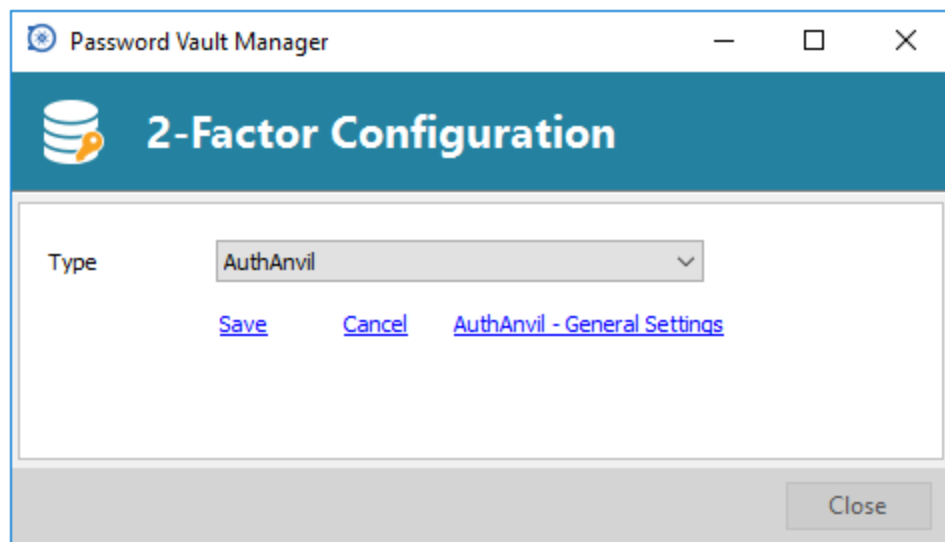 Password Vault Manager
2-Factor Configuration
Type AuthAnvil
Save Cancel AuthAnvil - General Settings
Close